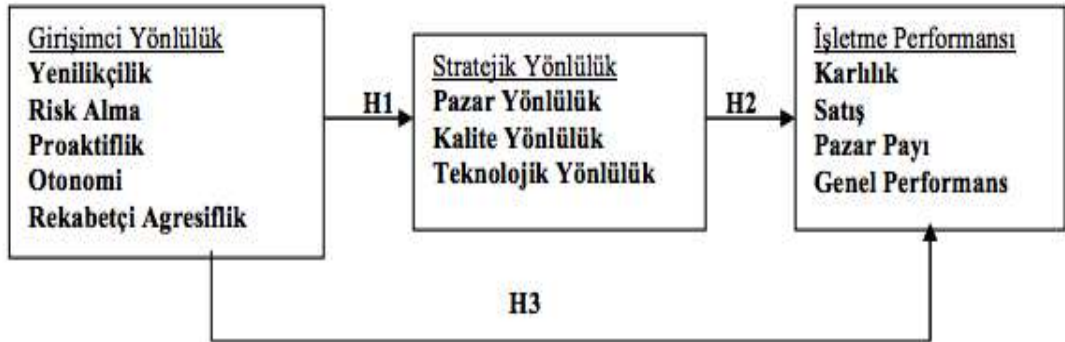 Girişimci Yönlülük
Yenilikçilik
Risk Alma
Proaktiflik
Otonomi
Rekabetçi Agresiflik
H1
Stratejik Yönlülük
Pazar Yönlülük
Kalite Yönlülük
Teknolojik Yönlülük
H2
İşletme Performansı
Karlılık
Satış
Pazar Payı
Genel Performans
H3